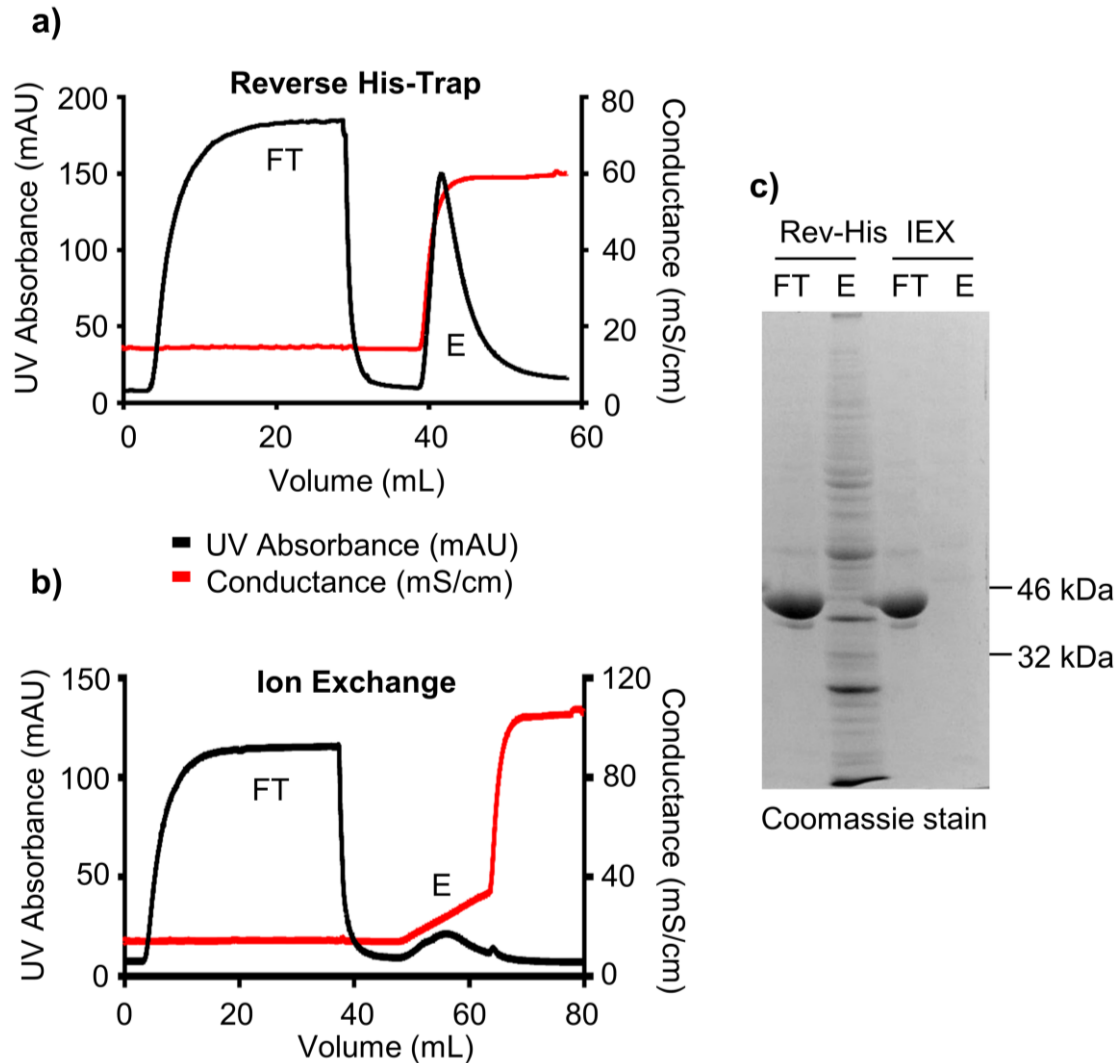 a)
Reverse His-Trap
UV Absorbance (mAU)
200
150
100
50
0
FT
E
80
60
40
20
0
Conductance (mS/cm)
0 20 40 60
Volume (mL)
UV Absorbance (mAU)
Conductance (mS/cm)
b)
Ion Exchange
UV Absorbance (mAU)
150
100
50
0
FT
E
120
80
40
0
Conductance (mS/cm)
0 20 40 60 80
Volume (mL)
c)
Rev-His IEX
FT E FT E
46 kDa
32 kDa
Coomassie stain